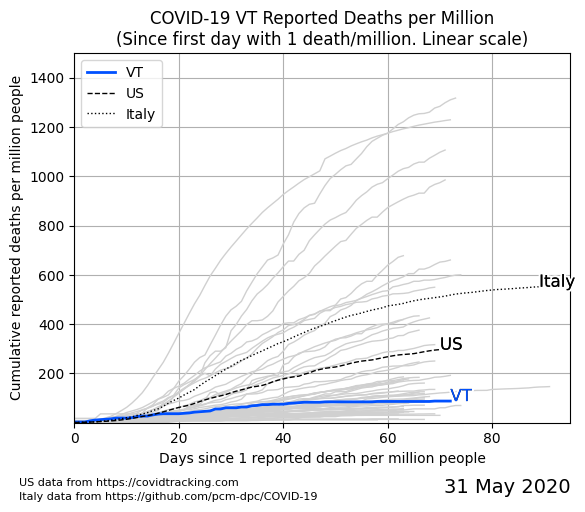 COVID-19 VT Reported Deaths per Million
(Since first day with 1 death/million. Linear scale)
Cumulative reported deaths per million people
1400
1200
1000
800
600
400
200
VT
US
Italy
Italy
US
VT
0
20
40
60
80
Days since 1 reported death per million people
US data from https://covidtracking.com
Italy data from https://github.com/pcm-dpc/COVID-19
31 May 2020